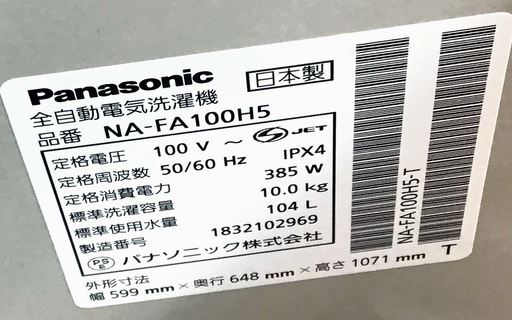 Panasonic 日本製
全自動電気洗濯機
品番 NA-FA100H5
定格電圧 100 V ～ JET
定格周波数 50/60 Hz IPX4
定格消費電力 385 W
標準洗濯容量 10.0 kg
標準使用水量 104 L
製造番号 1832102969
PSE パナソニック株式会社
外形寸法
幅 599 mm × 奥行 648 mm × 高さ 1071 mm T
NA-FA100H5-T